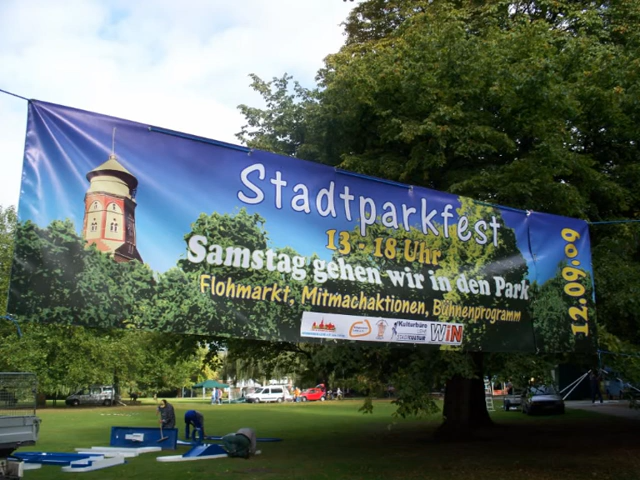 Stadtparkfest
13 - 18 Uhr
Samstag gehen wir in den Park
Flohmarkt, Mitmachaktionen, Bühnenprogramm
12.09.09
Kulturbüro
WiN